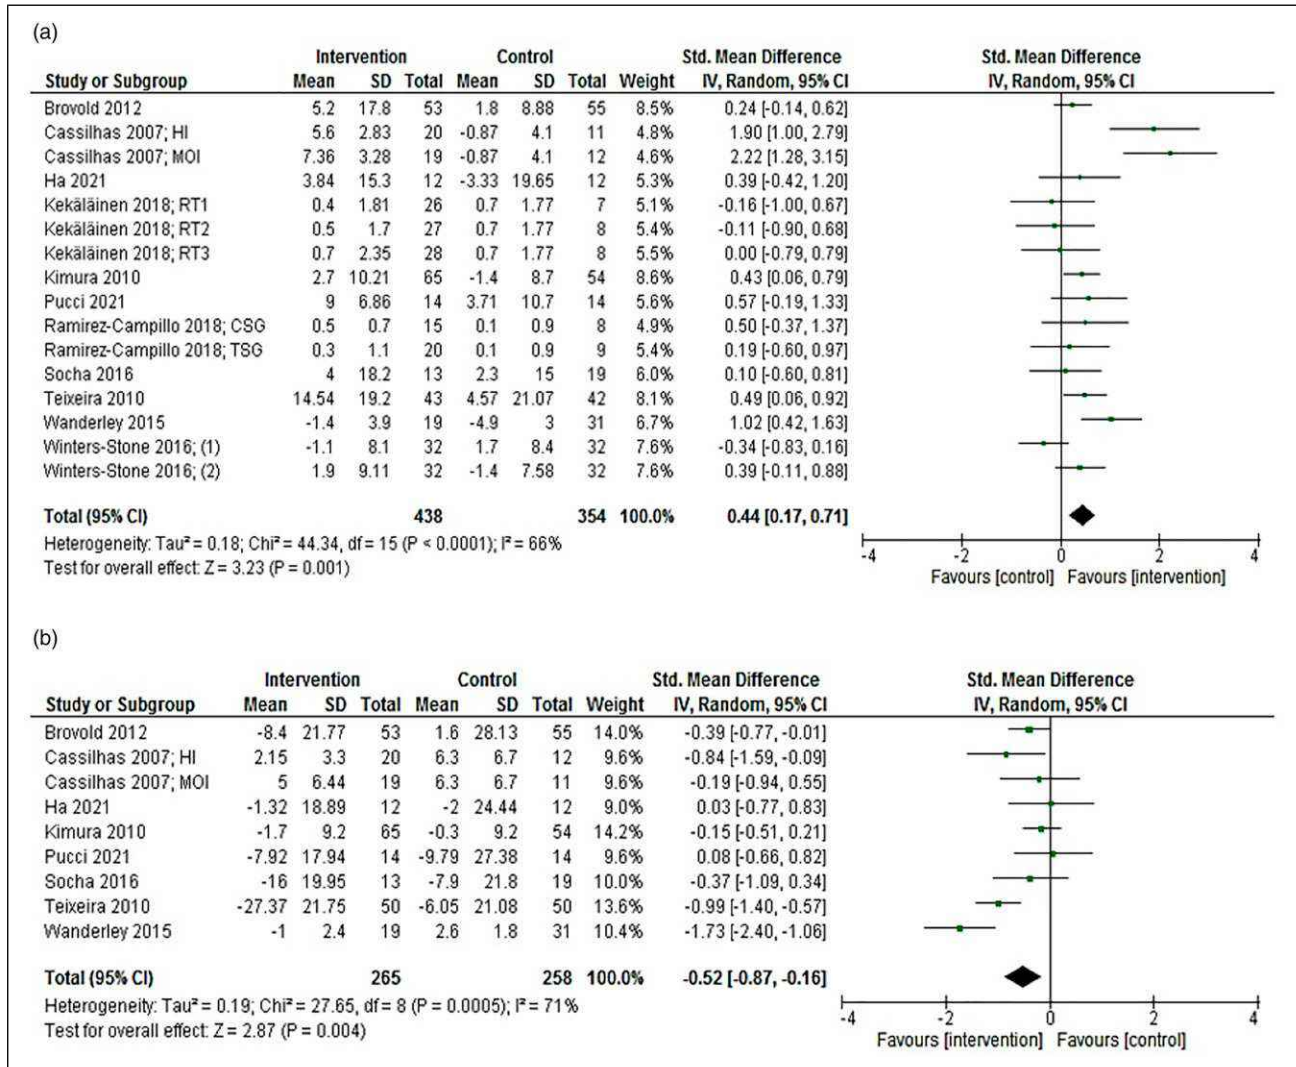 (a)
Intervention Control Std. Mean Difference Std. Mean Difference
Study or Subgroup Mean SD Total Mean SD Total Weight IV, Random, 95% CI IV, Random, 95% CI
Brovold 2012 5.2 17.8 53 1.8 8.88 55 8.5% 0.24 [-0.14, 0.62]
Cassilhas 2007; HI 5.6 2.83 20 -0.87 4.1 11 4.8% 1.90 [1.00, 2.79]
Cassilhas 2007; MOI 7.36 3.28 19 -0.87 4.1 12 4.6% 2.22 [1.28, 3.15]
Ha 2021 3.84 15.3 12 -3.33 19.65 12 5.3% 0.39 [-0.42, 1.20]
Kekäläinen 2018; RT1 0.4 1.81 26 0.7 1.77 7 5.1% -0.16 [-1.00, 0.67]
Kekäläinen 2018; RT2 0.5 1.7 27 0.7 1.77 8 5.4% -0.11 [-0.90, 0.68]
Kekäläinen 2018; RT3 0.7 2.35 28 0.7 1.77 8 5.5% 0.00 [-0.79, 0.79]
Kimura 2010 2.7 10.21 65 -1.4 8.7 54 8.6% 0.43 [0.06, 0.79]
Pucci 2021 9 6.86 14 3.71 10.7 14 5.6% 0.57 [-0.19, 1.33]
Ramirez-Campillo 2018; CSG 0.5 0.7 15 0.1 0.9 8 4.9% 0.50 [-0.37, 1.37]
Ramirez-Campillo 2018; TSG 0.3 1.1 20 0.1 0.9 9 5.4% 0.19 [-0.60, 0.97]
Socha 2016 4 18.2 13 2.3 15 19 6.0% 0.10 [-0.60, 0.81]
Teixeira 2010 14.54 19.2 43 4.57 21.07 42 8.1% 0.49 [0.06, 0.92]
Wanderley 2015 -1.4 3.9 19 -4.9 3 31 6.7% 1.02 [0.42, 1.63]
Winters-Stone 2016; (1) -1.1 8.1 32 1.7 8.4 32 7.6% -0.34 [-0.83, 0.16]
Winters-Stone 2016; (2) 1.9 9.11 32 -1.4 7.58 32 7.6% 0.39 [-0.11, 0.88]
Total (95% CI) 438 354 100.0% 0.44 [0.17, 0.71]
Heterogeneity: Tau² = 0.18; Chi² = 44.34, df = 15 (P < 0.0001); I² = 66%
Test for overall effect: Z = 3.23 (P = 0.001)
-4 -2 0 2 4
Favours [control] Favours [intervention]
(b)
Intervention Control Std. Mean Difference Std. Mean Difference
Study or Subgroup Mean SD Total Mean SD Total Weight IV, Random, 95% CI IV, Random, 95% CI
Brovold 2012 -8.4 21.77 53 1.6 28.13 55 14.0% -0.39 [-0.77, -0.01]
Cassilhas 2007; HI 2.15 3.3 20 6.3 6.7 12 9.6% -0.84 [-1.59, -0.09]
Cassilhas 2007; MOI 5 6.44 19 6.3 6.7 11 9.6% -0.19 [-0.94, 0.55]
Ha 2021 -1.32 18.89 12 -2 24.44 12 9.0% 0.03 [-0.77, 0.83]
Kimura 2010 -1.7 9.2 65 -0.3 9.2 54 14.2% -0.15 [-0.51, 0.21]
Pucci 2021 -7.92 17.94 14 -9.79 27.38 14 9.6% 0.08 [-0.66, 0.82]
Socha 2016 -16 19.95 13 -7.9 21.8 19 10.0% -0.37 [-1.09, 0.34]
Teixeira 2010 -27.37 21.75 50 -6.05 21.08 50 13.6% -0.99 [-1.40, -0.57]
Wanderley 2015 -1 2.4 19 2.6 1.8 31 10.4% -1.73 [-2.40, -1.06]
Total (95% CI) 265 258 100.0% -0.52 [-0.87, -0.16]
Heterogeneity: Tau² = 0.19; Chi² = 27.65, df = 8 (P = 0.0005); I² = 71%
Test for overall effect: Z = 2.87 (P = 0.004)
-4 -2 0 2 4
Favours [intervention] Favours [control]